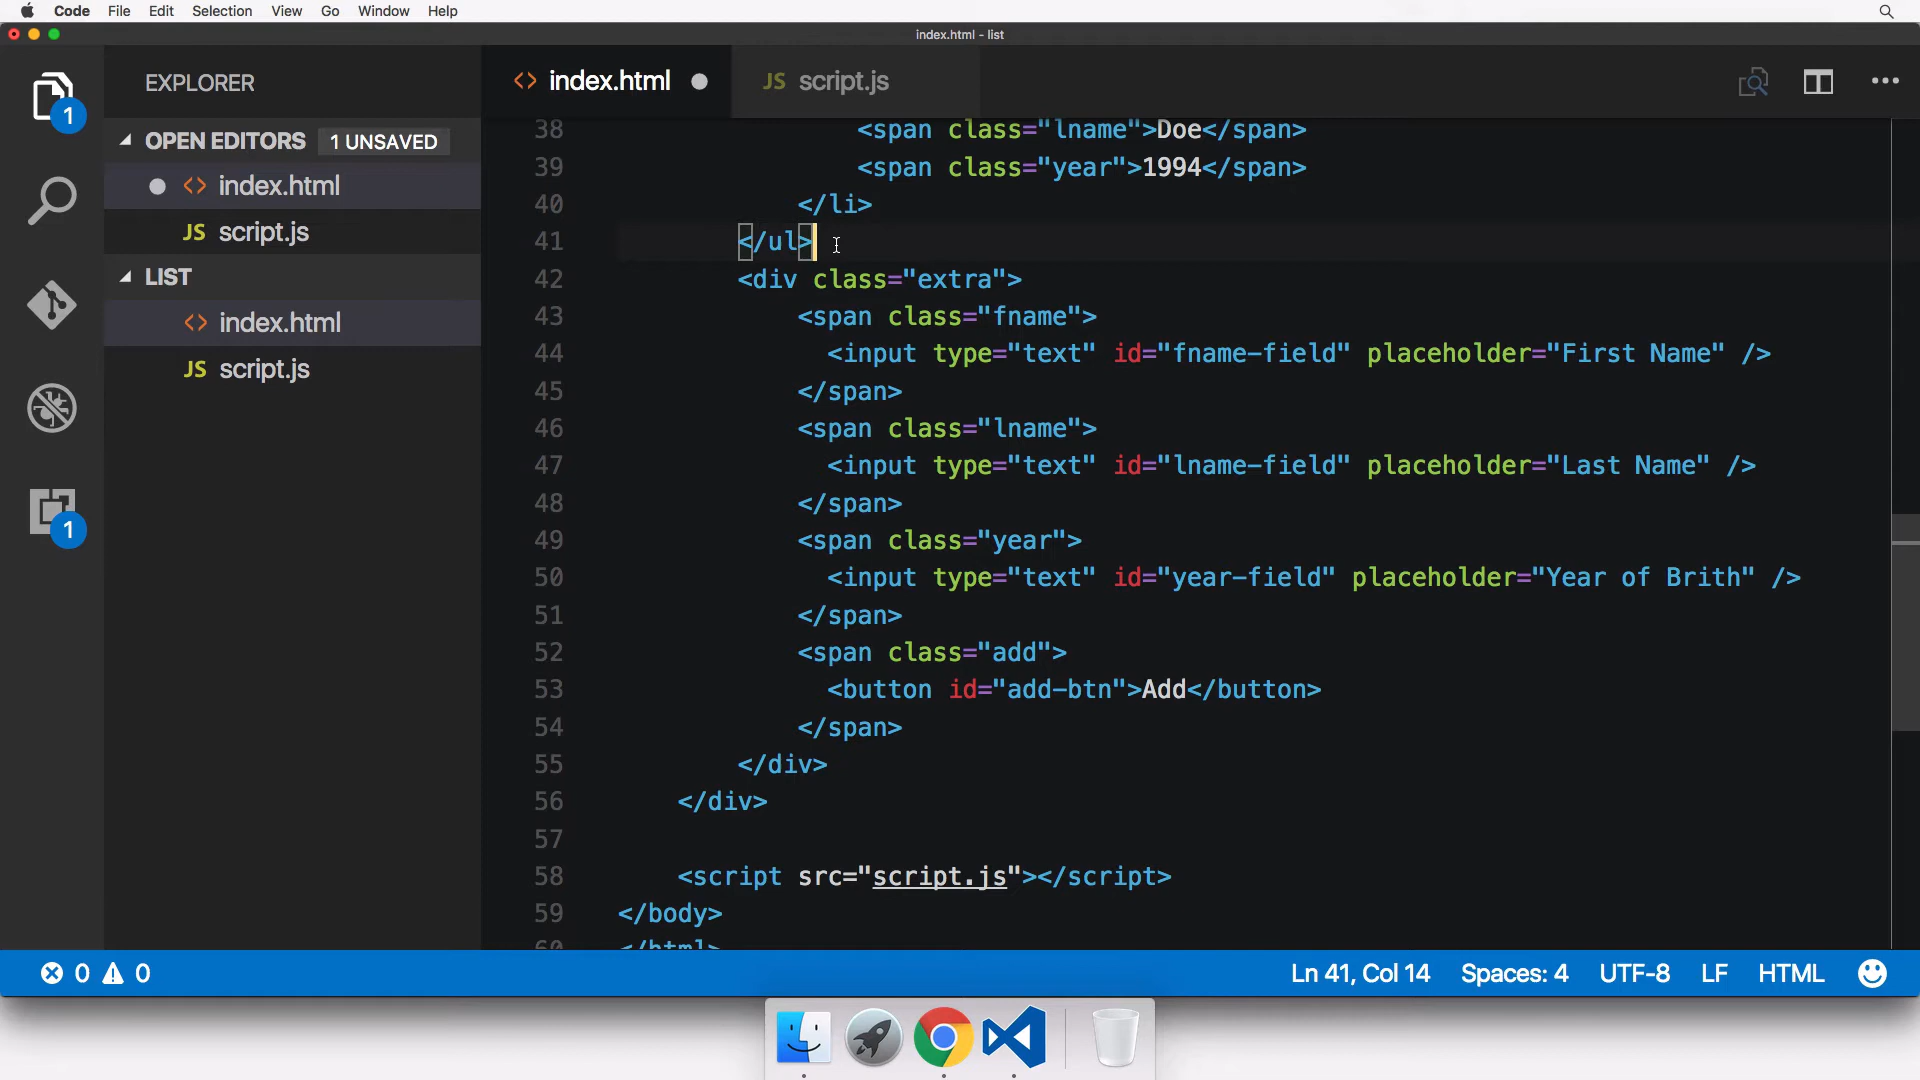 Code File Edit Selection View Go Window Help
index.html - list
EXPLORER
OPEN EDITORS 1 UNSAVED
index.html
JS script.js
LIST
index.html
JS script.js
1
1
index.html
JS script.js
38 <span class="lname">Doe</span>
39 <span class="year">1994</span>
40 </li>
41 </ul>
42 <div class="extra">
43 <span class="fname">
44 <input type="text" id="fname-field" placeholder="First Name" />
45 </span>
46 <span class="lname">
47 <input type="text" id="lname-field" placeholder="Last Name" />
48 </span>
49 <span class="year">
50 <input type="text" id="year-field" placeholder="Year of Brith" />
51 </span>
52 <span class="add">
53 <button id="add-btn">Add</button>
54 </span>
55 </div>
56 </div>
57
58 <script src="script.js"></script>
59 </body>
60 </html>
0 0
Ln 41, Col 14 Spaces: 4 UTF-8 LF HTML